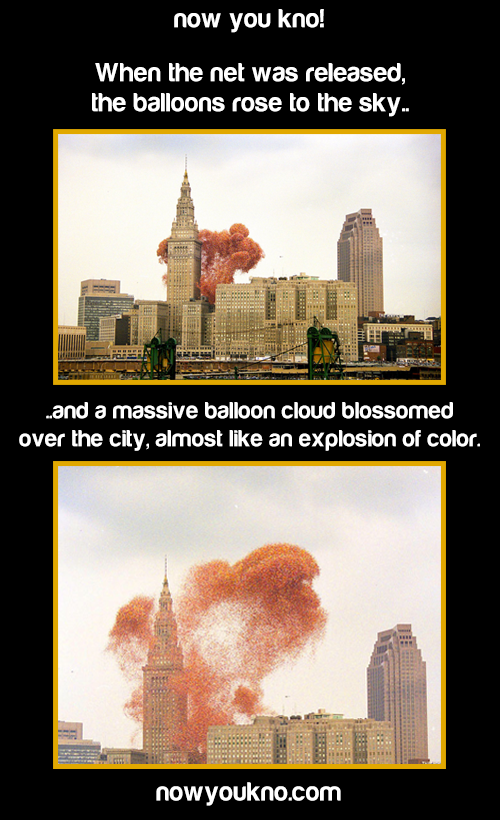 now you kno!
When the net was released,
the balloons rose to the sky..
..and a massive balloon cloud blossomed
over the city, almost like an explosion of color.
nowyoukno.com